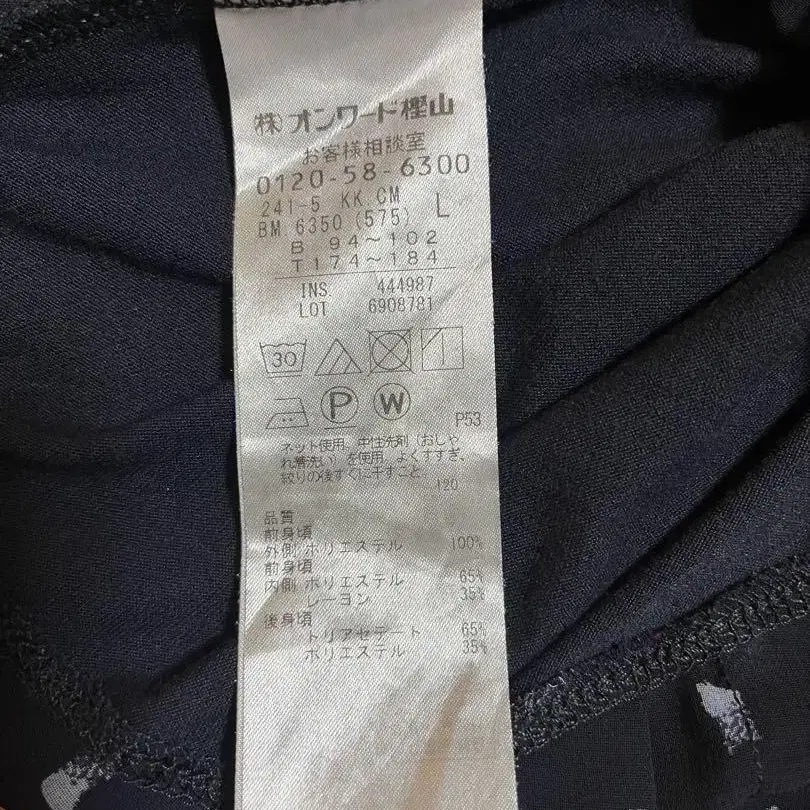 ㈱オンワード樫山
お客様相談室
0120-58-6300
241-5 KK.CM
BM 6350(575) L
B 94～102
T 174～184
INS 444987
LOT 6908781
30
P W
P53
ネット使用。中性洗剤（おしゃ
れ着洗い）を使用。よくすすぎ、
絞りの後すぐに干すこと。
120
品質
前身頃
外側 ポリエステル 100%
前身頃
内側 ポリエステル 65%
レーヨン 35%
後身頃
トリアセテート 65%
ポリエステル 35%